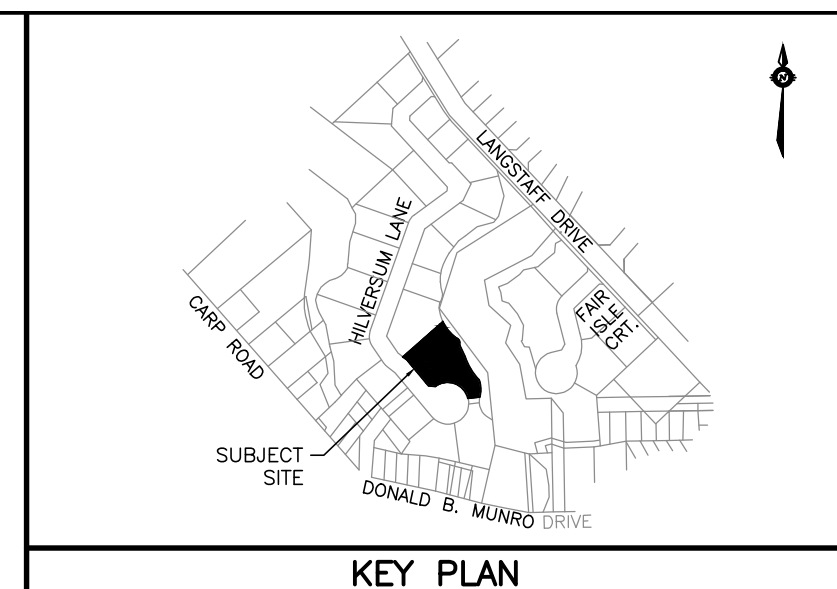 N
LANGSTAFF DRIVE
HILVERSUM LANE
FAIR
ISLE
CRT.
CARP ROAD
SUBJECT
SITE
DONALD B. MUNRO DRIVE
KEY PLAN